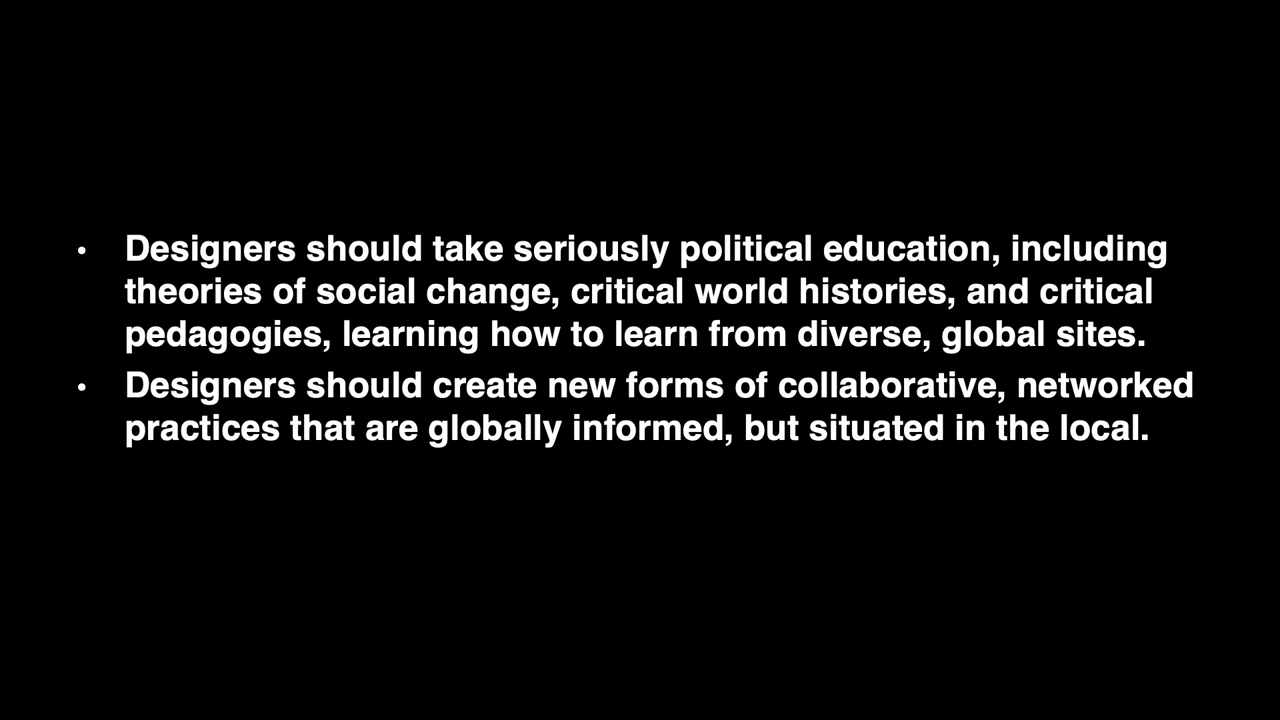 • Designers should take seriously political education, including
theories of social change, critical world histories, and critical
pedagogies, learning how to learn from diverse, global sites.
• Designers should create new forms of collaborative, networked
practices that are globally informed, but situated in the local.